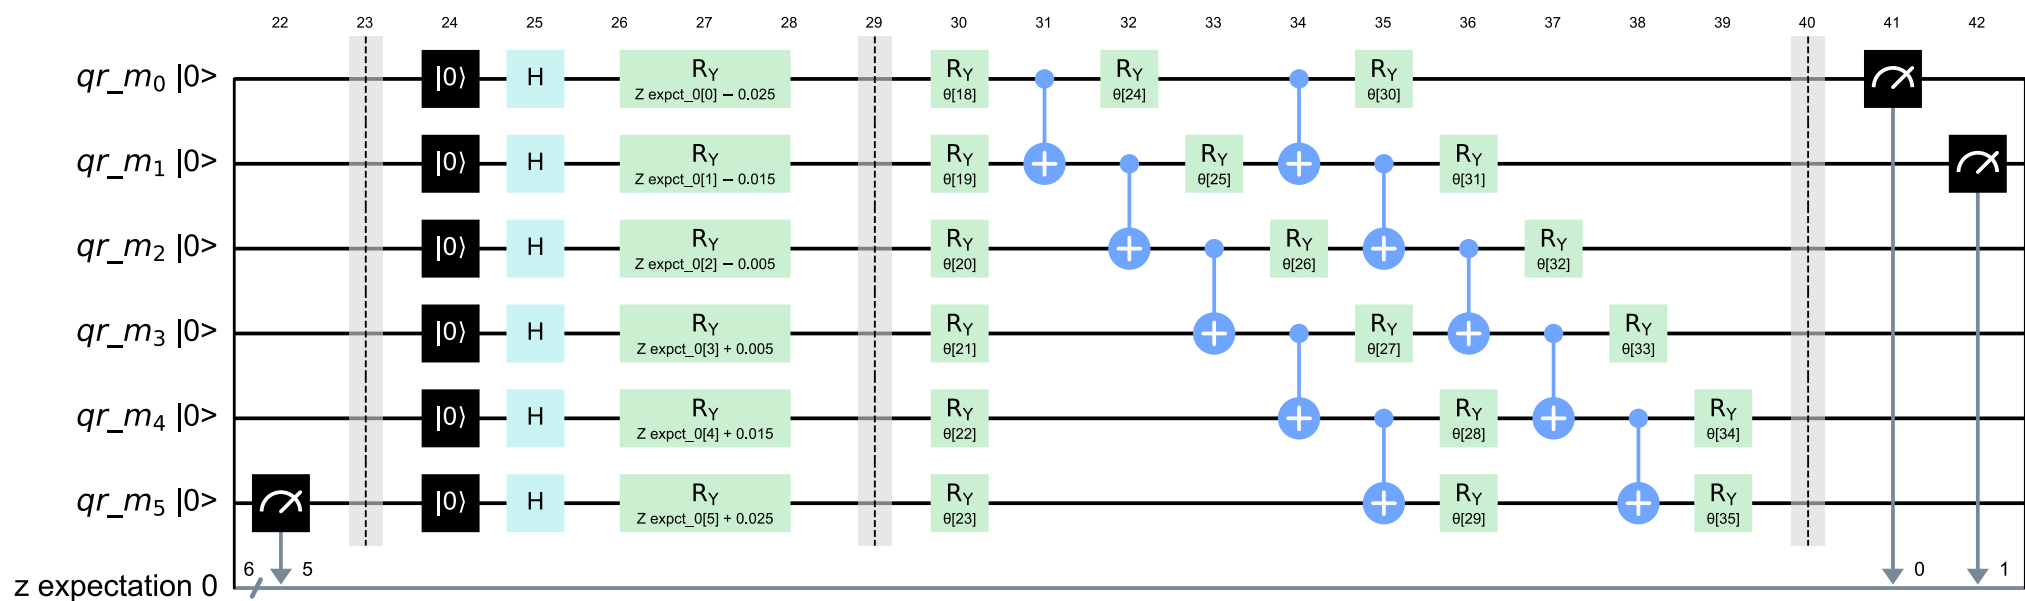 22 23 24 25 26 27 28 29 30 31 32 33 34 35 36 37 38 39 40 41 42
qr_m0 |0> |0⟩ H RY RY RY RY
Z expct_0[0] − 0.025 θ[18] θ[24] θ[30]
qr_m1 |0> |0⟩ H RY RY RY RY
Z expct_0[1] − 0.015 θ[19] θ[25] θ[31]
qr_m2 |0> |0⟩ H RY RY RY RY
Z expct_0[2] − 0.005 θ[20] θ[26] θ[32]
qr_m3 |0> |0⟩ H RY RY RY RY
Z expct_0[3] + 0.005 θ[21] θ[27] θ[33]
qr_m4 |0> |0⟩ H RY RY RY RY
Z expct_0[4] + 0.015 θ[22] θ[28] θ[34]
qr_m5 |0> |0⟩ H RY RY RY RY
Z expct_0[5] + 0.025 θ[23] θ[29] θ[35]
6 5 0 1
z expectation 0